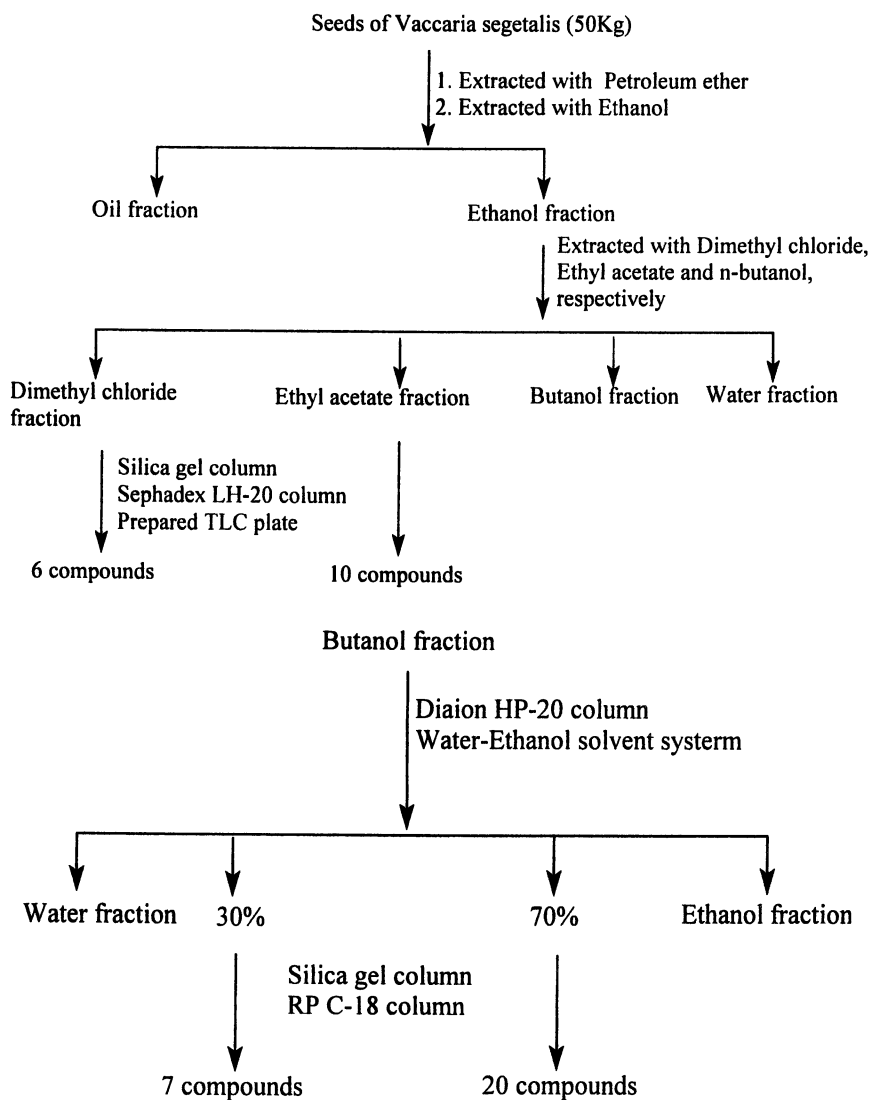 Seeds of Vaccaria segetalis (50Kg)
1. Extracted with Petroleum ether
2. Extracted with Ethanol
Oil fraction
Ethanol fraction
Extracted with Dimethyl chloride,
Ethyl acetate and n-butanol,
respectively
Dimethyl chloride
fraction
Ethyl acetate fraction
Butanol fraction
Water fraction
Silica gel column
Sephadex LH-20 column
Prepared TLC plate
6 compounds
10 compounds
Butanol fraction
Diaion HP-20 column
Water-Ethanol solvent systerm
Water fraction
30%
70%
Ethanol fraction
Silica gel column
RP C-18 column
7 compounds
20 compounds